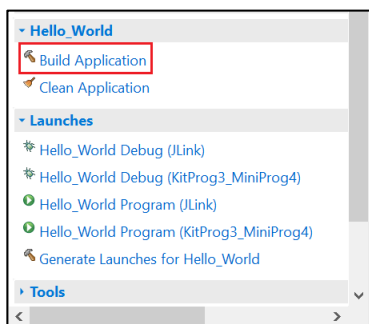 Hello_World
Build Application
Clean Application
Launches
Hello_World Debug (JLink)
Hello_World Debug (KitProg3_MiniProg4)
Hello_World Program (JLink)
Hello_World Program (KitProg3_MiniProg4)
Generate Launches for Hello_World
Tools